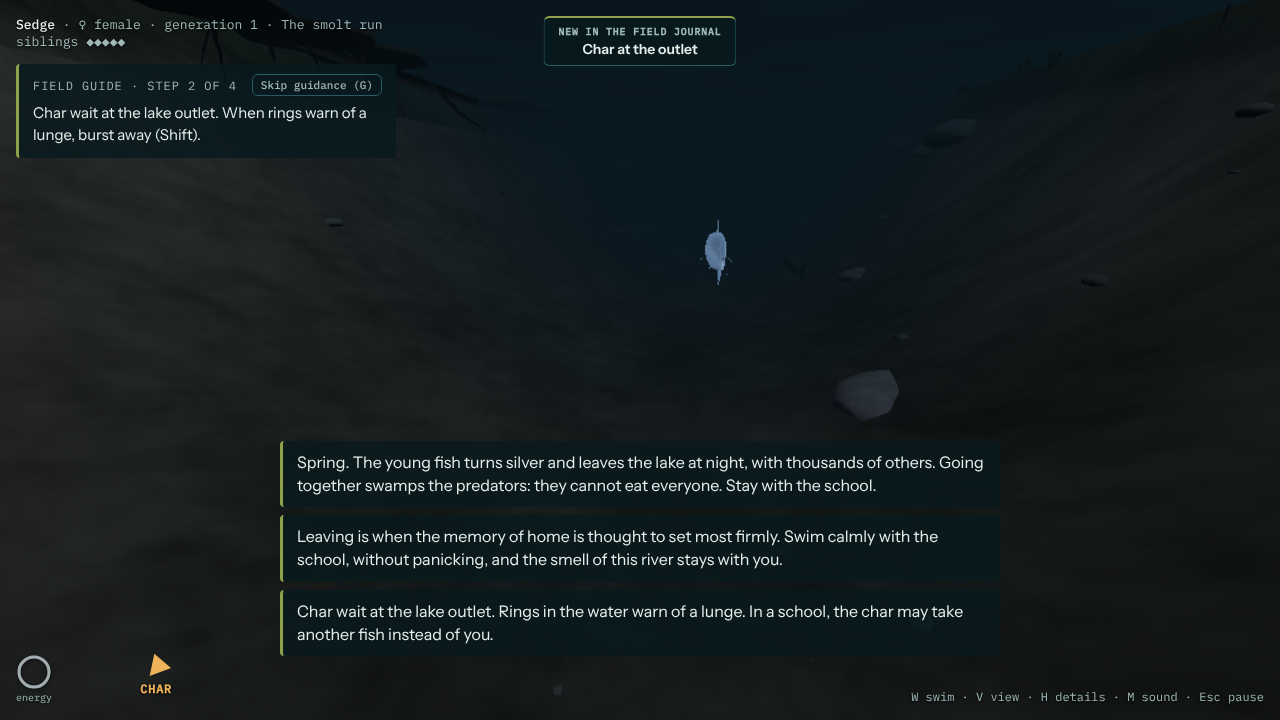 Sedge · ♀ female · generation 1 · The smolt run
siblings ◆◆◆◆◆
FIELD GUIDE · STEP 2 OF 4
Skip guidance (G)
Char wait at the lake outlet. When rings warn of a
lunge, burst away (Shift).
NEW IN THE FIELD JOURNAL
Char at the outlet
Spring. The young fish turns silver and leaves the lake at night, with thousands of others. Going
together swamps the predators: they cannot eat everyone. Stay with the school.
Leaving is when the memory of home is thought to set most firmly. Swim calmly with the
school, without panicking, and the smell of this river stays with you.
Char wait at the lake outlet. Rings in the water warn of a lunge. In a school, the char may take
another fish instead of you.
energy
CHAR
W swim · V view · H details · M sound · Esc pause